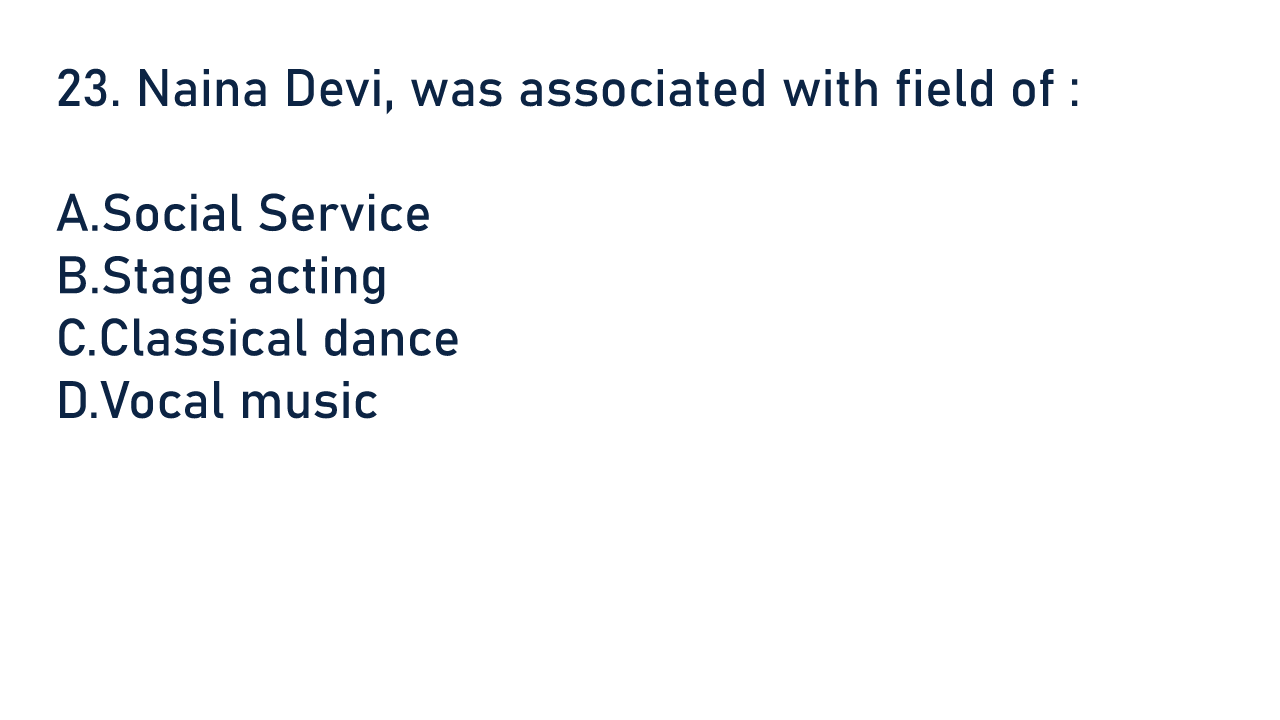 23. Naina Devi, was associated with field of :
A.Social Service
B.Stage acting
C.Classical dance
D.Vocal music